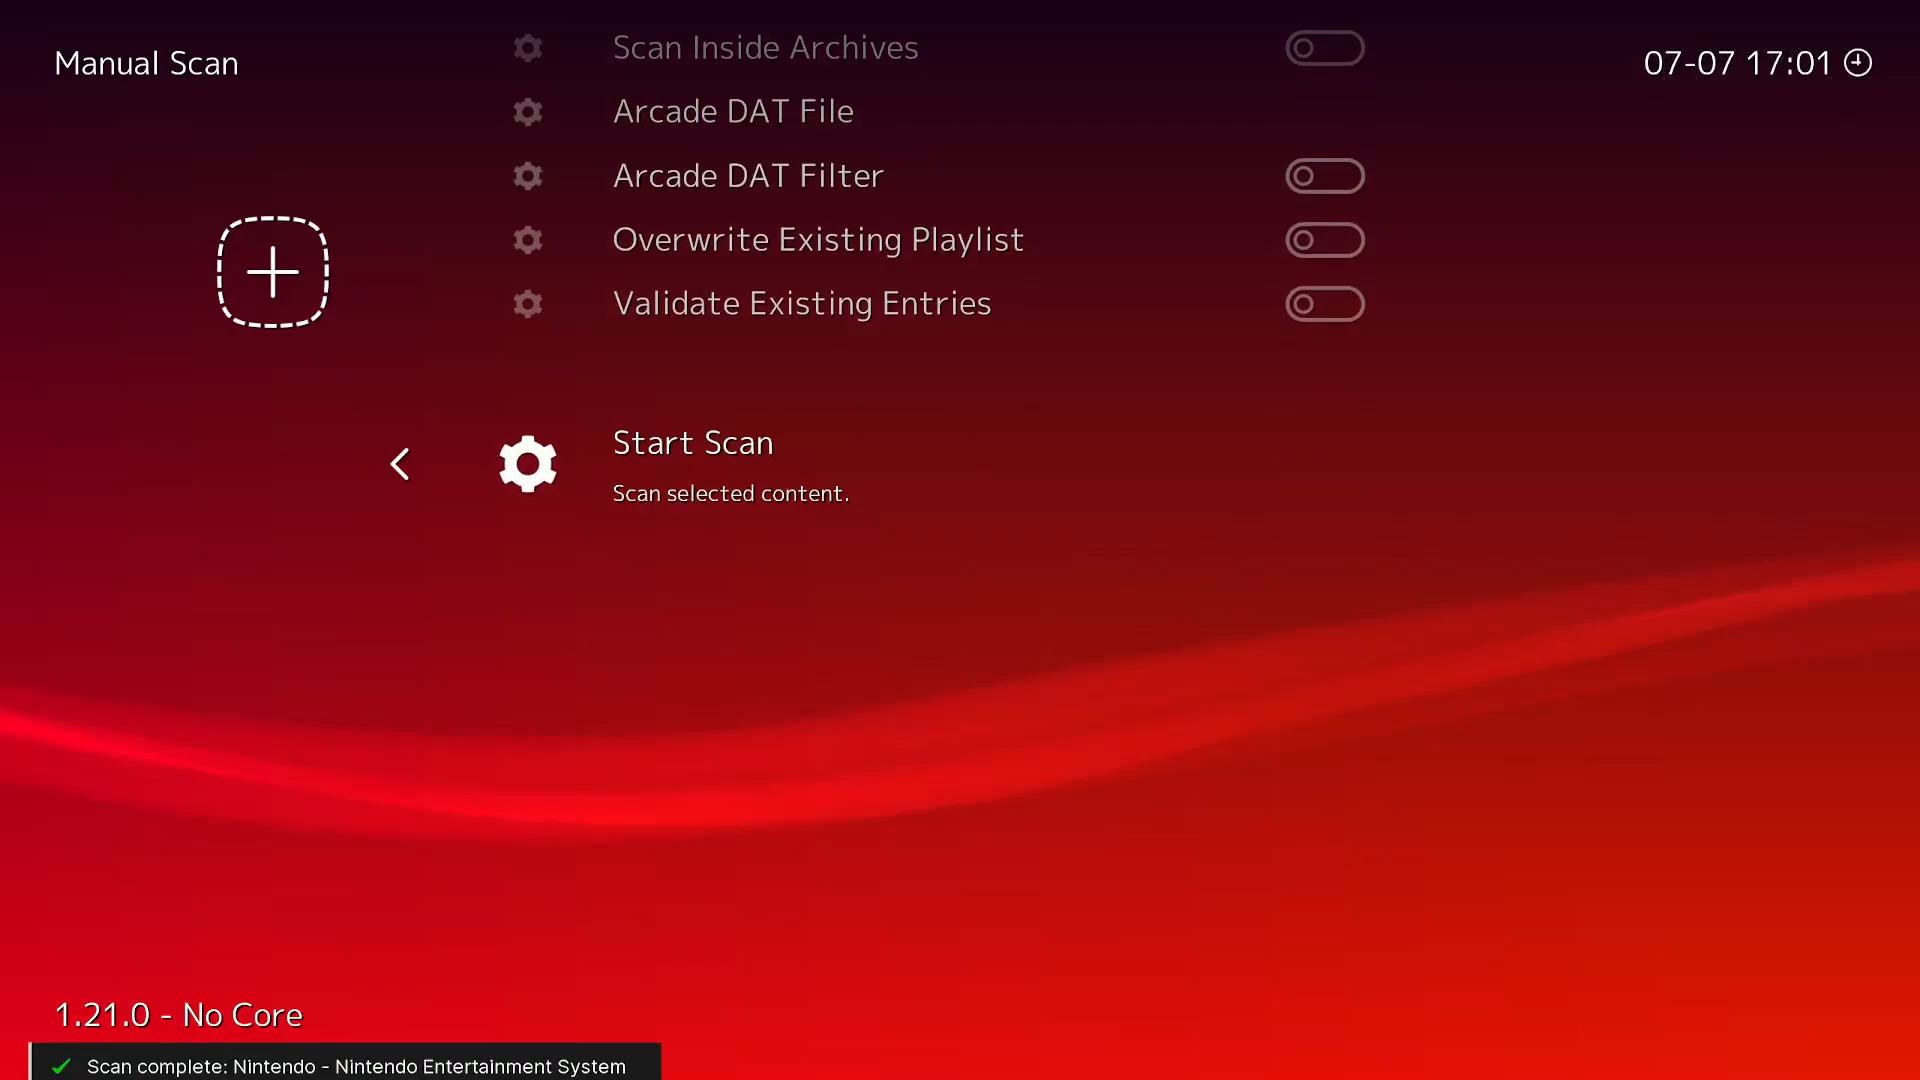 Manual Scan
07-07 17:01
Scan Inside Archives
Arcade DAT File
Arcade DAT Filter
Overwrite Existing Playlist
Validate Existing Entries
Start Scan
Scan selected content.
1.21.0 - No Core
Scan complete: Nintendo - Nintendo Entertainment System